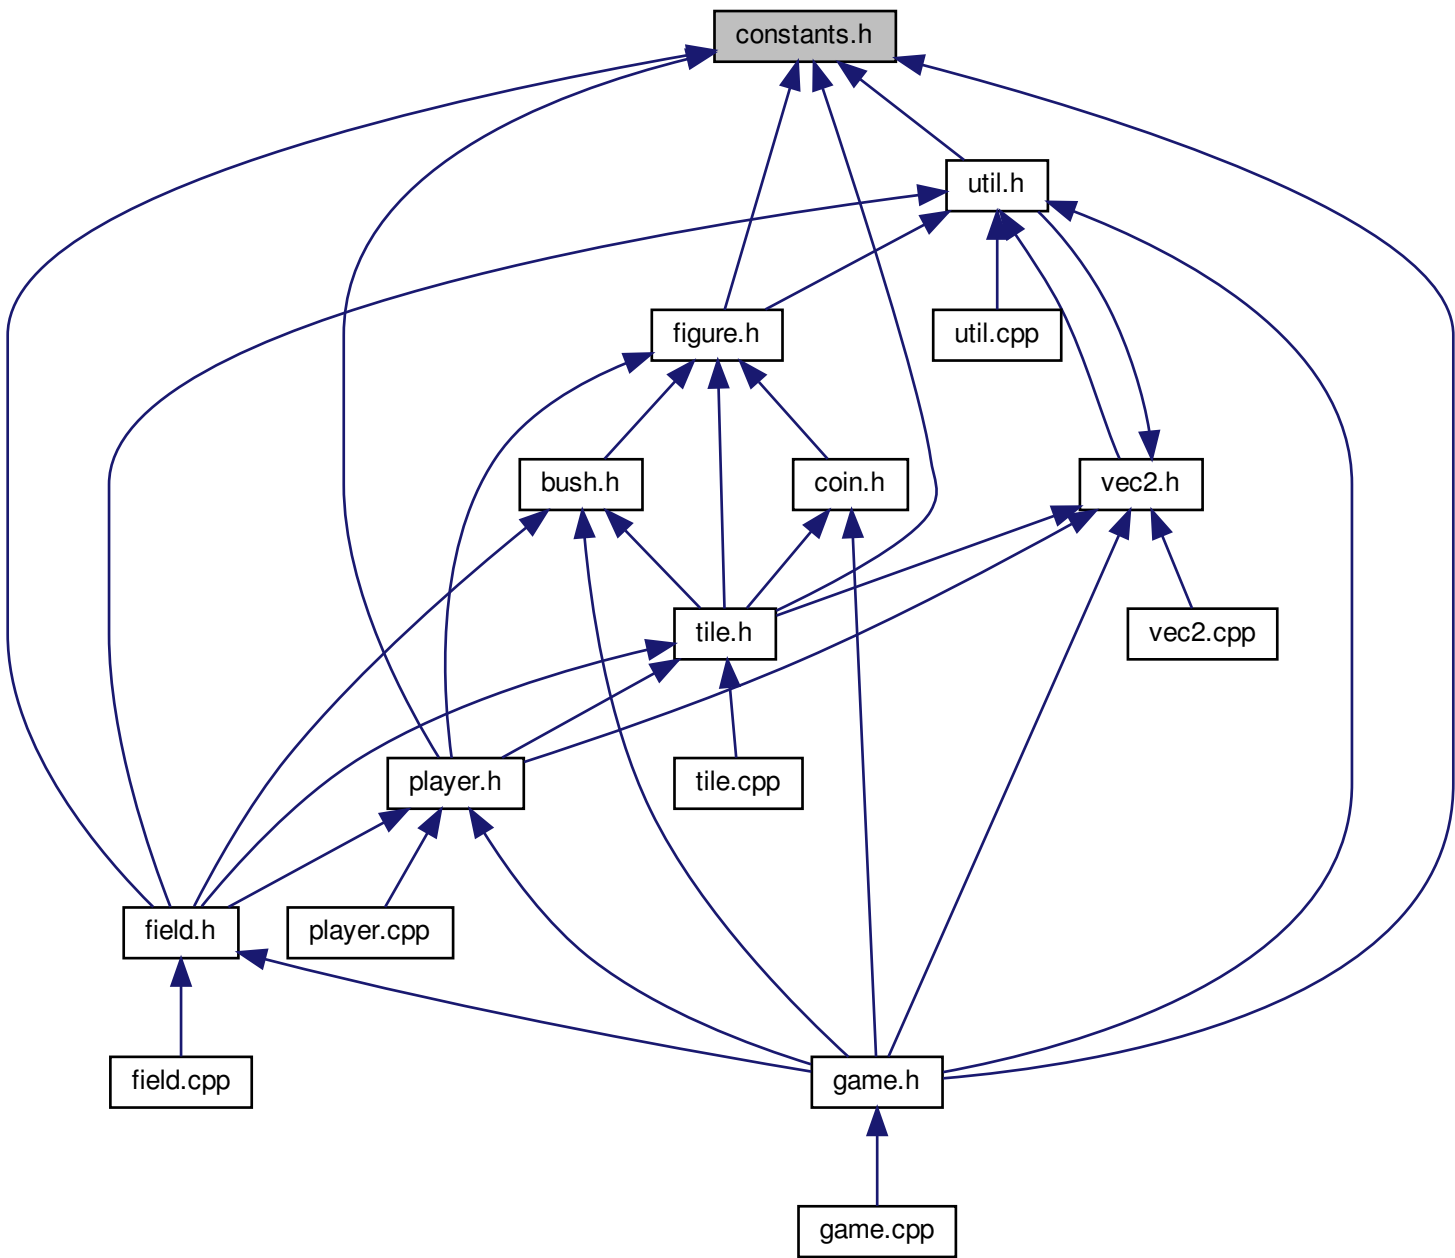 constants.h
util.h
figure.h
util.cpp
bush.h
coin.h
vec2.h
tile.h
vec2.cpp
player.h
tile.cpp
field.h
player.cpp
field.cpp
game.h
game.cpp